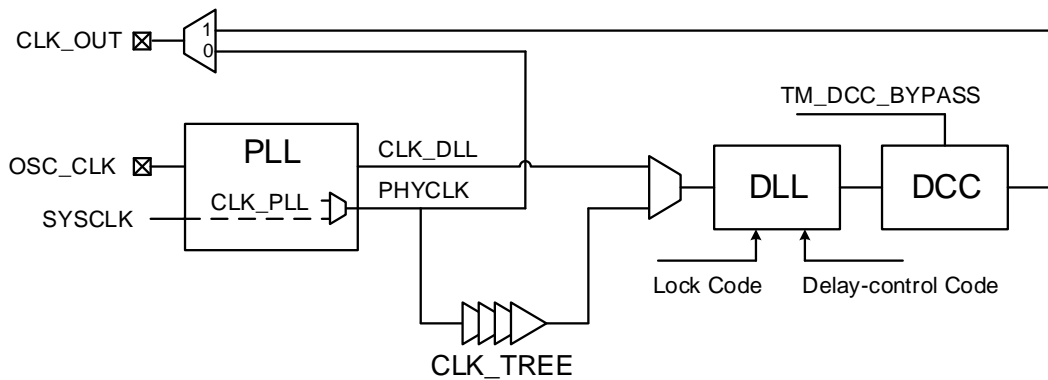 CLK_OUT
1
0
TM_DCC_BYPASS
PLL
CLK_DLL
OSC_CLK
DLL
DCC
CLK_PLL
PHYCLK
SYSCLK
Lock Code
Delay-control Code
CLK_TREE